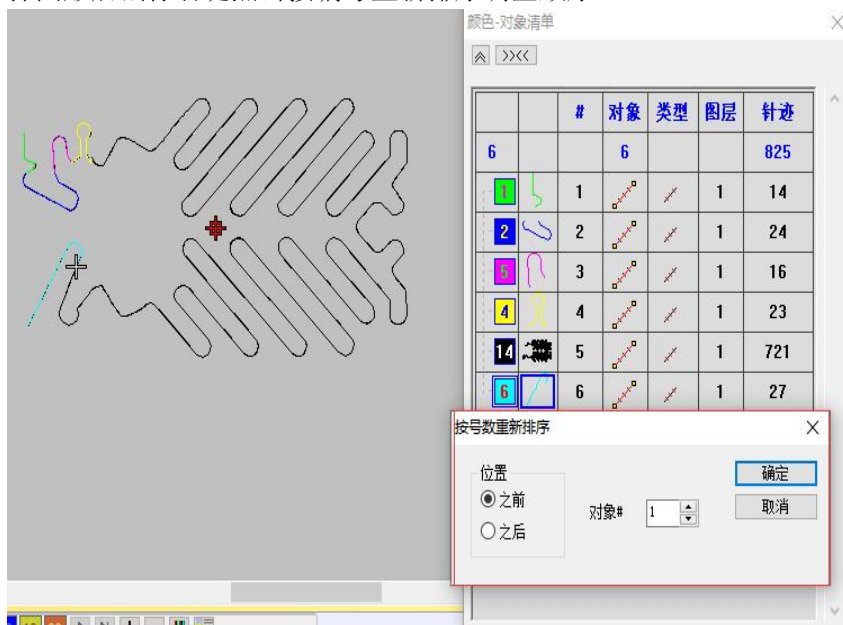 颜色-对象清单
>><<
# 对象 类型 图层 针迹
6 6 825
1 1 1 14
2 2 1 24
5 3 1 16
4 4 1 23
14 5 1 721
6 6 1 27
按号数重新排序
位置
之前
之后
对象# 1
确定
取消